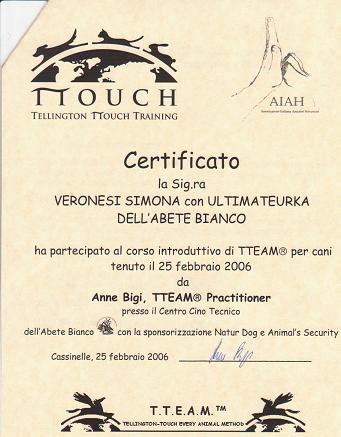 TTOUCH
TELLINGTON TTOUCH TRAINING
AIAH
Certificato
la Sig.ra
VERONESI SIMONA con ULTIMATEURKA
DELL'ABETE BIANCO
ha partecipato al corso introduttivo di TTEAM® per cani
tenuto il 25 febbraio 2006
da
Anne Bigi, TTEAM® Practitioner
presso il Centro Cino Tecnico
dell'Abete Bianco con la sponsorizzazione Natur Dog e Animal's Security
Cassinelle, 25 febbraio 2006
T.T.E.A.M.™
TELLINGTON-TOUCH EVERY ANIMAL METHOD